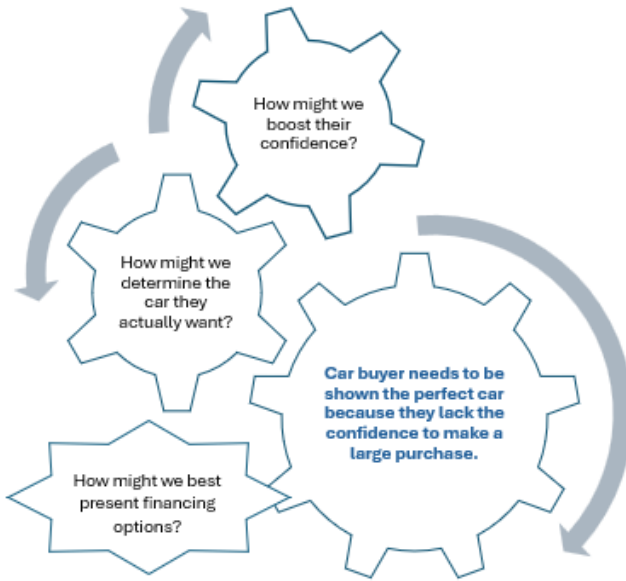 How might we
boost their
confidence?
How might we
determine the
car they
actually want?
Car buyer needs to be
shown the perfect car
because they lack the
confidence to make a
large purchase.
How might we best
present financing
options?